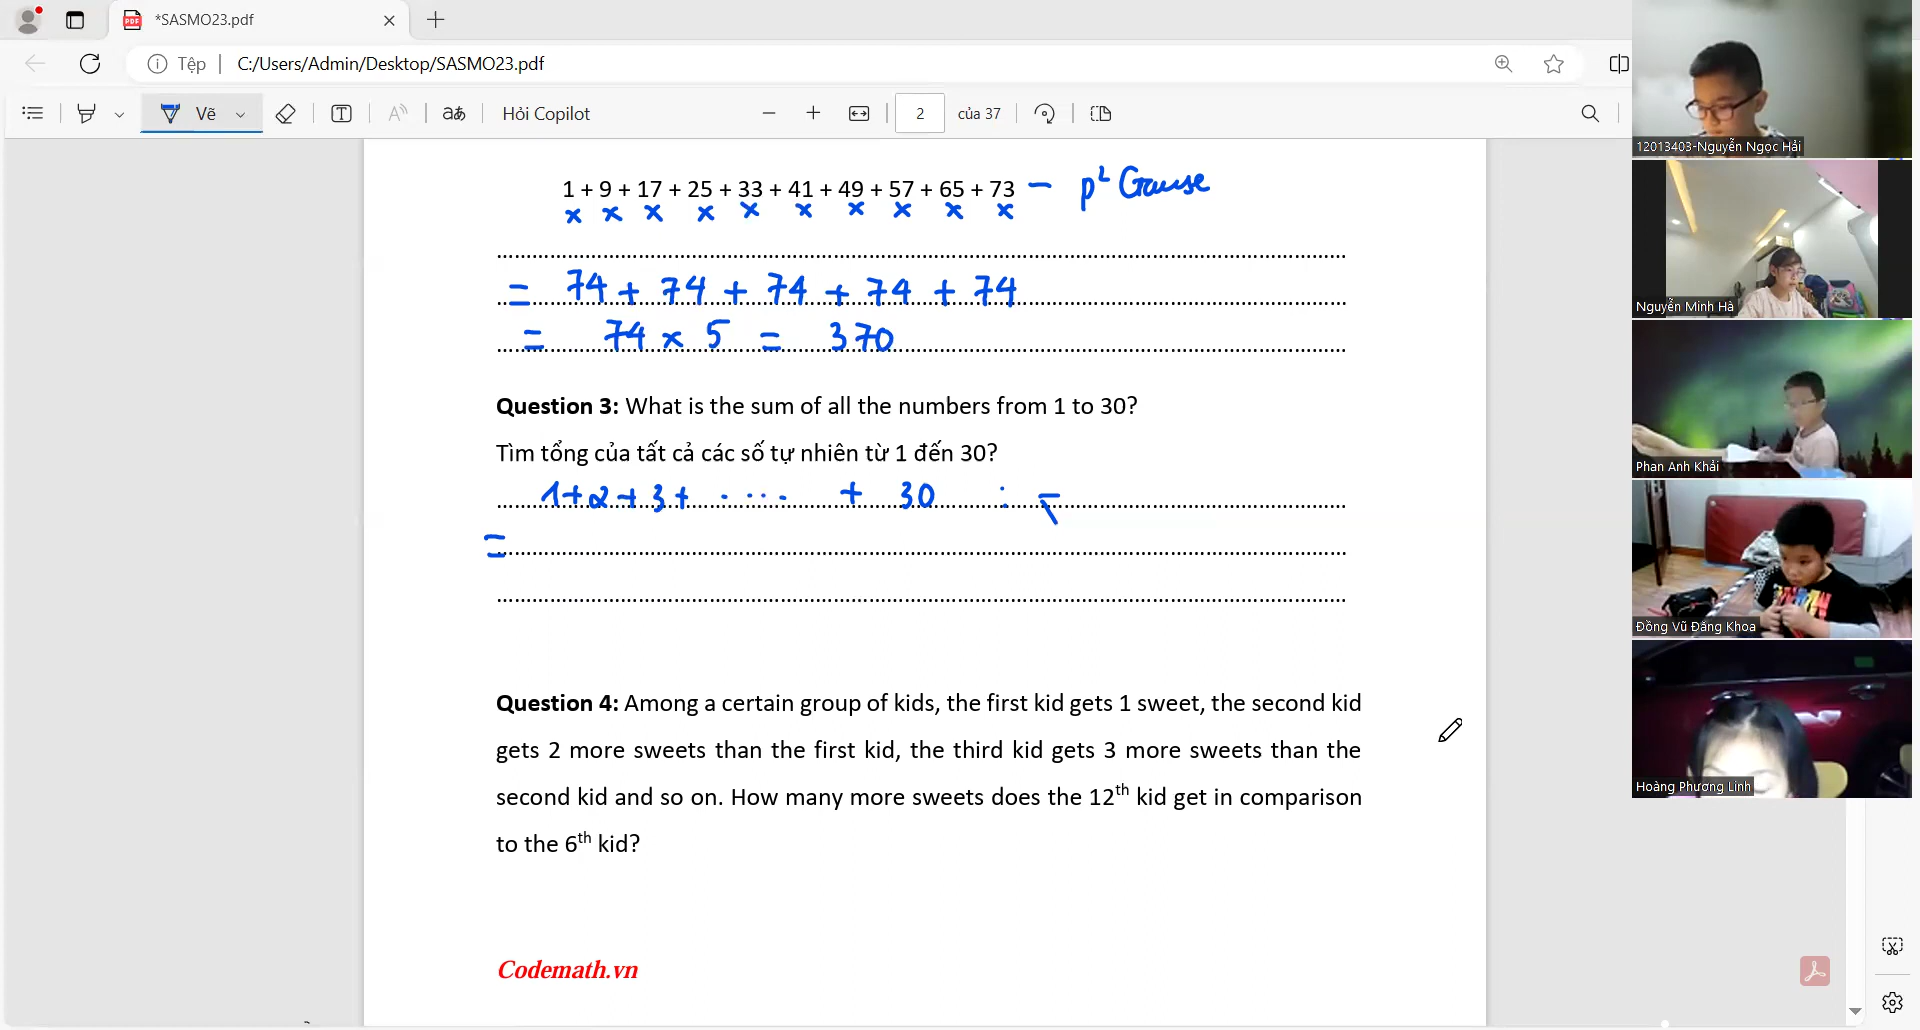 *SASMO23.pdf
Tệp | C:/Users/Admin/Desktop/SASMO23.pdf
Vẽ Hỏi Copilot 2 của 37
1 + 9 + 17 + 25 + 33 + 41 + 49 + 57 + 65 + 73 — p² Gause
x x x x x x x x x x
= 74 + 74 + 74 + 74 + 74
= 74 x 5 = 370
Question 3: What is the sum of all the numbers from 1 to 30?
Tìm tổng của tất cả các số tự nhiên từ 1 đến 30?
1+2+3+ ..... + 30 :
=
Question 4: Among a certain group of kids, the first kid gets 1 sweet, the second kid
gets 2 more sweets than the first kid, the third kid gets 3 more sweets than the
second kid and so on. How many more sweets does the 12th kid get in comparison
to the 6th kid?
Codemath.vn
12013403-Nguyễn Ngọc Hải
Nguyễn Minh Hà
Phan Anh Khải
Đồng Vũ Đăng Khoa
Hoàng Phương Linh